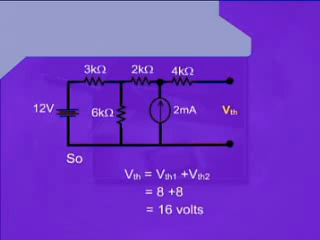 3kΩ 2kΩ 4kΩ
12V 6kΩ 2mA Vth
So
Vth = Vth1 +Vth2
= 8 +8
= 16 volts